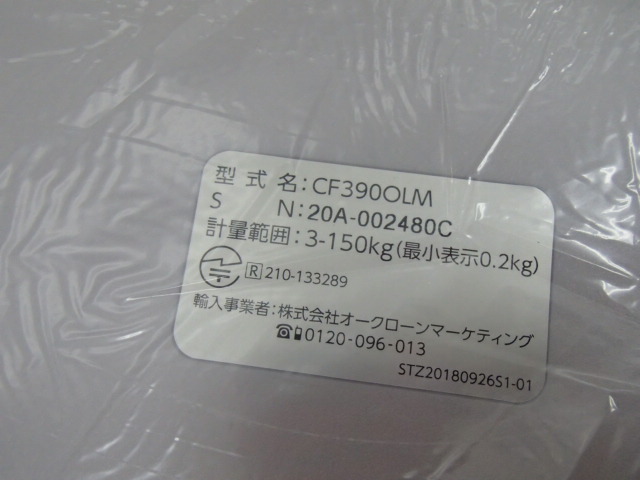 型式名:CF390OLM
S N:20A-002480C
計量範囲:3-150kg(最小表示0.2kg)
R 210-133289
輸入事業者:株式会社オークローンマーケティング
☎📱0120-096-013
STZ20180926S1-01